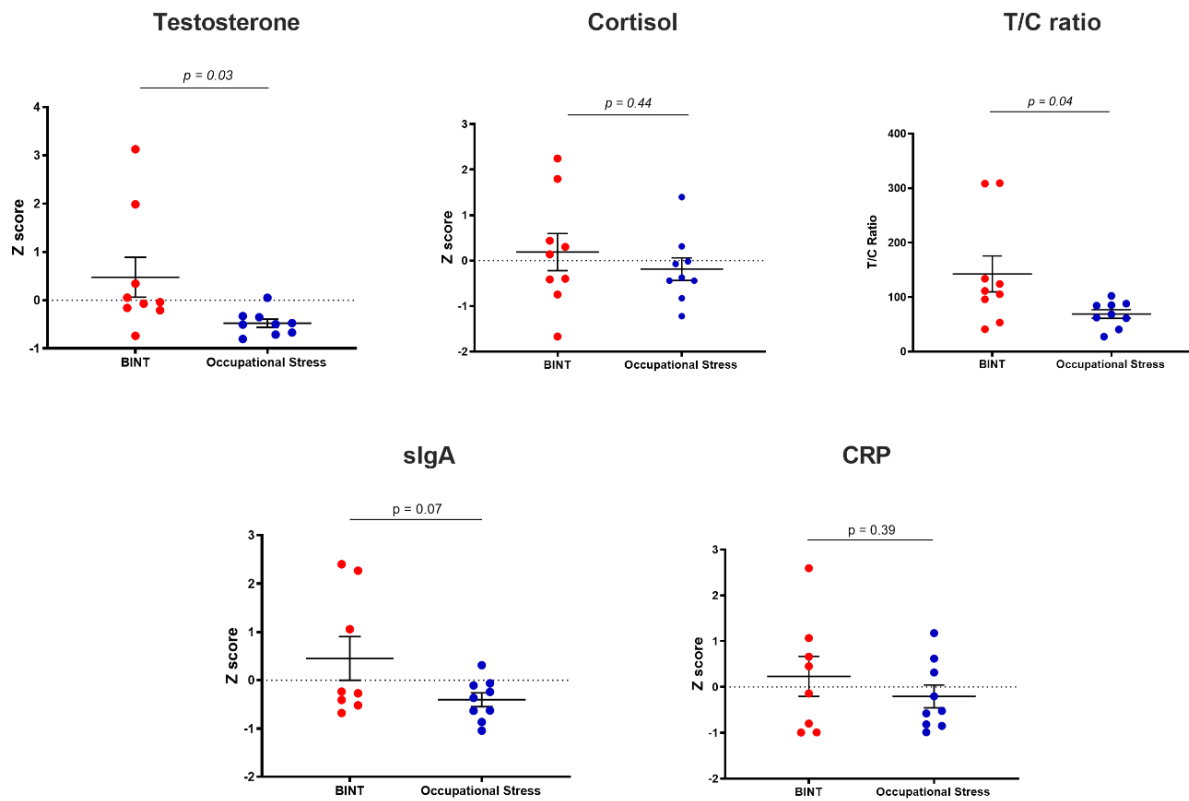 Testosterone
Cortisol
T/C ratio
p = 0.03
p = 0.44
p = 0.04
Z score
4
3
2
1
0
-1
BINT
Occupational Stress
Z score
3
2
1
0
-1
-2
BINT
Occupational Stress
T/C Ratio
400
300
200
100
0
BINT
Occupational Stress
sIgA
CRP
p = 0.07
p = 0.39
Z score
3
2
1
0
-1
-2
BINT
Occupational Stress
Z score
3
2
1
0
-1
-2
BINT
Occupational Stress